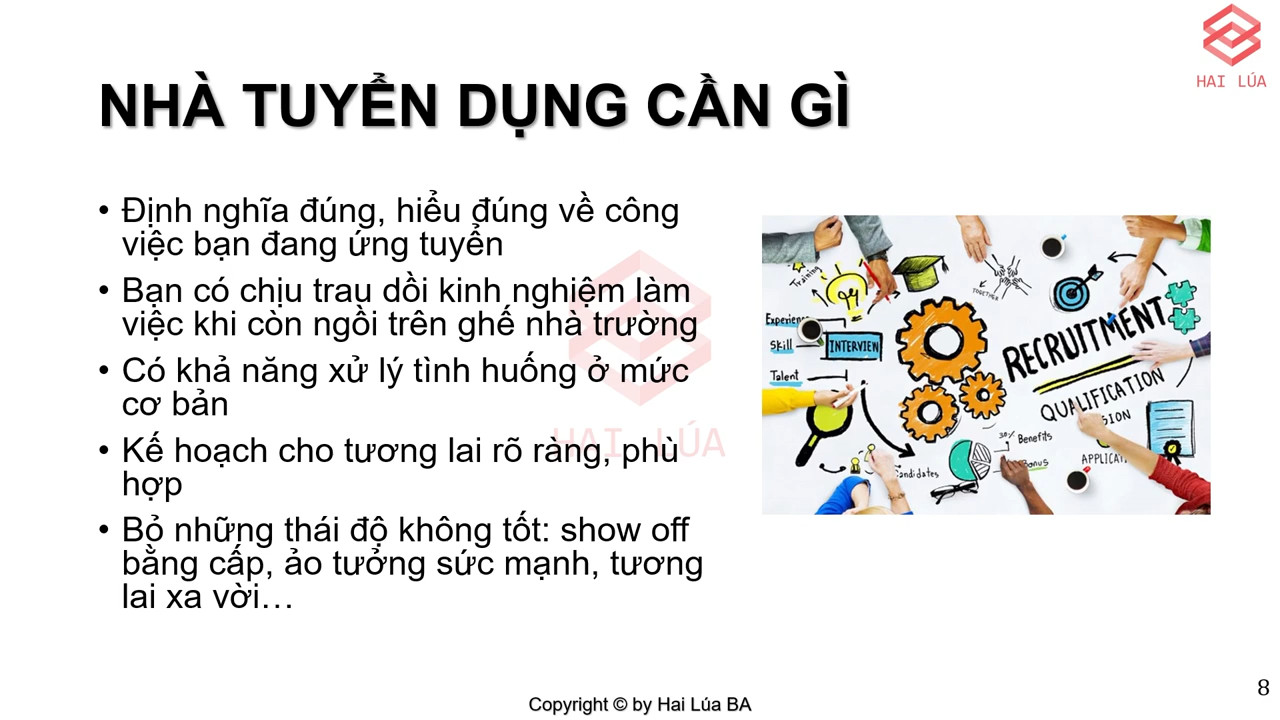 HAI LÚA
NHÀ TUYỂN DỤNG CẦN GÌ
• Định nghĩa đúng, hiểu đúng về công
việc bạn đang ứng tuyển
• Bạn có chịu trau dồi kinh nghiệm làm
việc khi còn ngồi trên ghế nhà trường
• Có khả năng xử lý tình huống ở mức
cơ bản
• Kế hoạch cho tương lai rõ ràng, phù
hợp
• Bỏ những thái độ không tốt: show off
bằng cấp, ảo tưởng sức mạnh, tương
lai xa vời…
HAI LÚA
Training
TOGETHER
Experience
Skill
INTERVIEW
Talent
RECRUITMENT
QUALIFICATION
30%
Benefits
Bonus
Copyright © by Hai Lúa BA
8